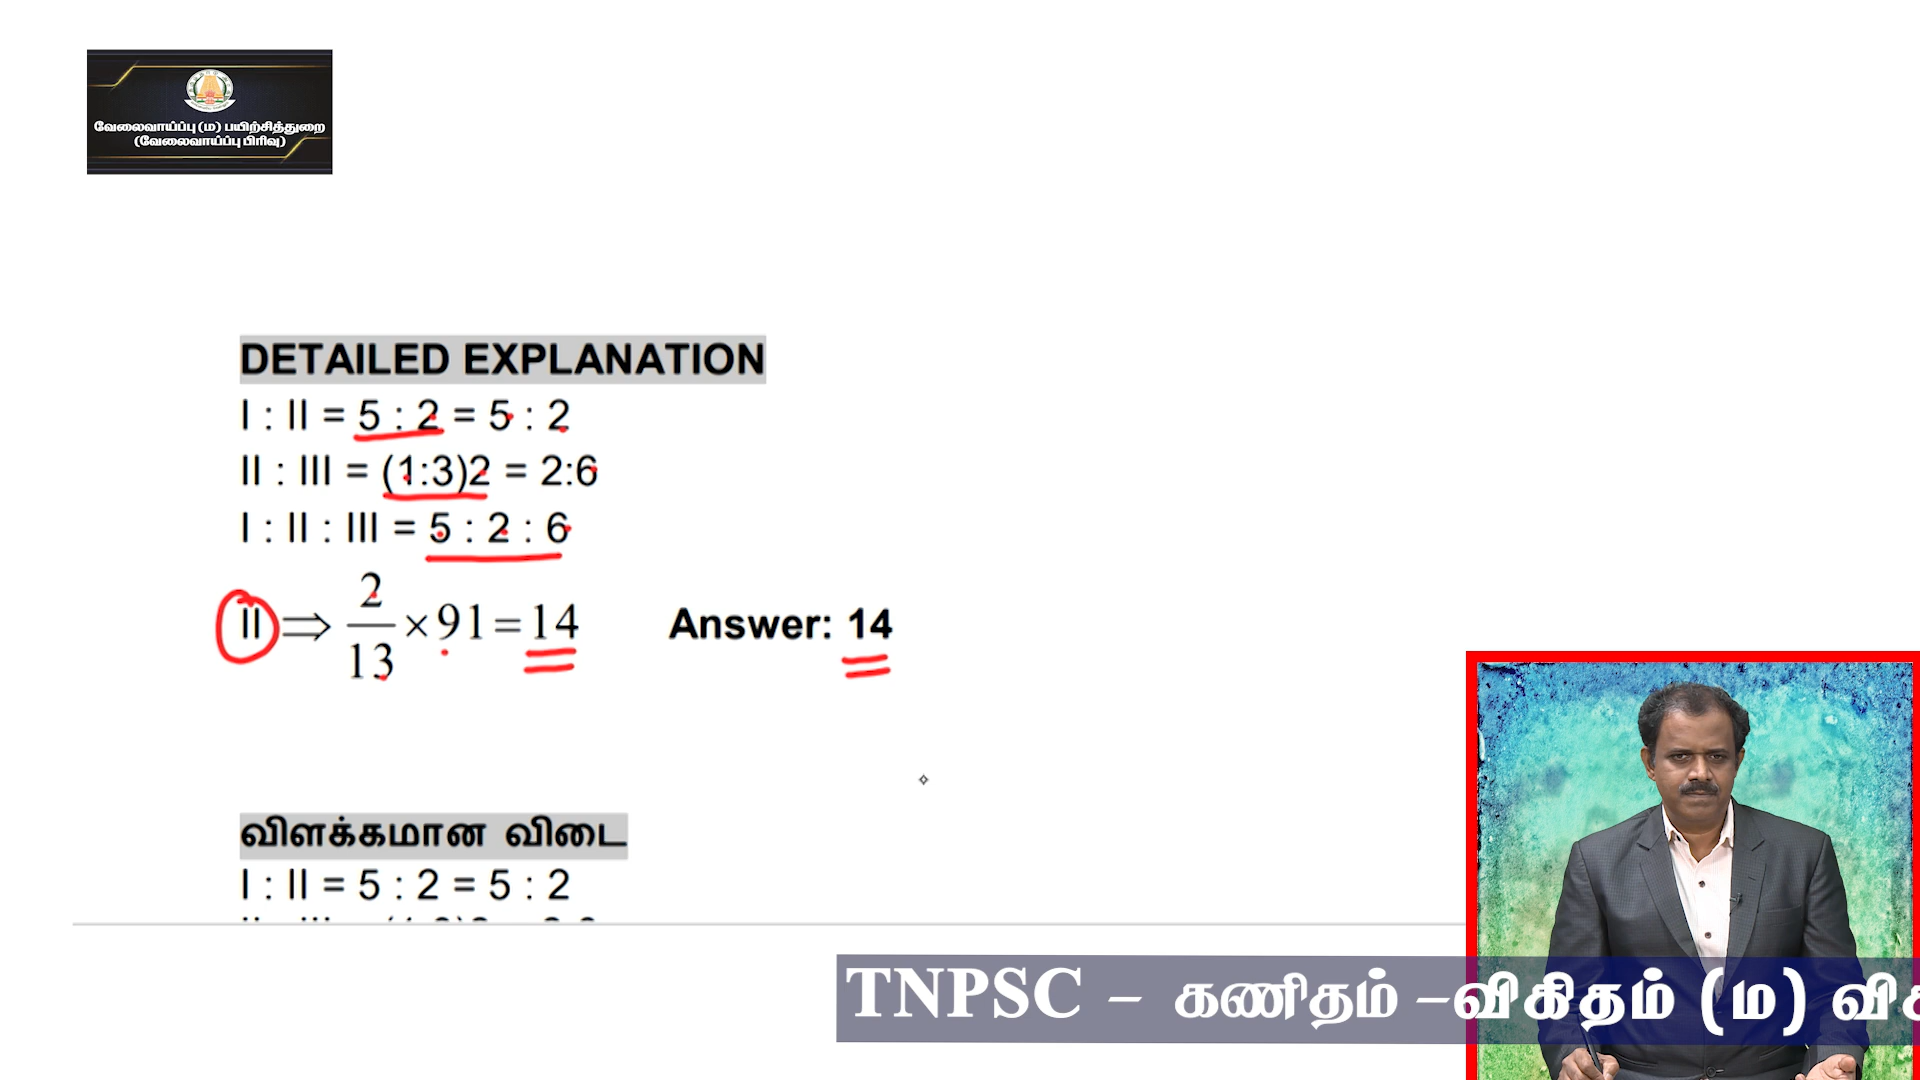 வேலைவாய்ப்பு (ம) பயிற்சித்துறை
(வேலைவாய்ப்பு பிரிவு)
DETAILED EXPLANATION
I : II = 5 : 2 = 5 : 2
II : III = (1:3)2 = 2:6
I : II : III = 5 : 2 : 6
II ⇒ 2/13 × 91 = 14 Answer: 14
விளக்கமான விடை
I : II = 5 : 2 = 5 : 2
TNPSC – கணிதம் –விகிதம் (ம)